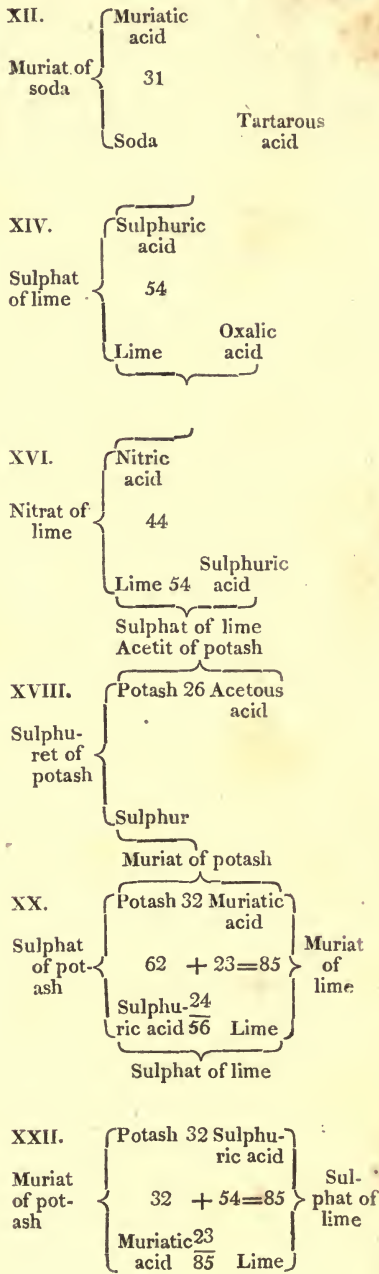 XII. Muriatic
acid
Muriat of 31
soda
Tartarous
Soda acid
XIV. Sulphuric
acid
Sulphat 54
of lime
Oxalic
Lime acid
XVI. Nitric
acid
Nitrat of 44
lime
Sulphuric
Lime 54 acid
Sulphat of lime
Acetit of potash
XVIII. Potash 26 Acetous
acid
Sulphu-
ret of
potash
Sulphur
Muriat of potash
XX. Potash 32 Muriatic
acid
Sulphat Muriat
of pot- 62 + 23=85 of
ash lime
Sulphu- 24
ric acid 56 Lime
Sulphat of lime
XXII. Potash 32 Sulphu-
ric acid
Muriat Sul-
of pot- 32 + 54=85 phat of
ash lime
Muriatic 23
acid 85 Lime